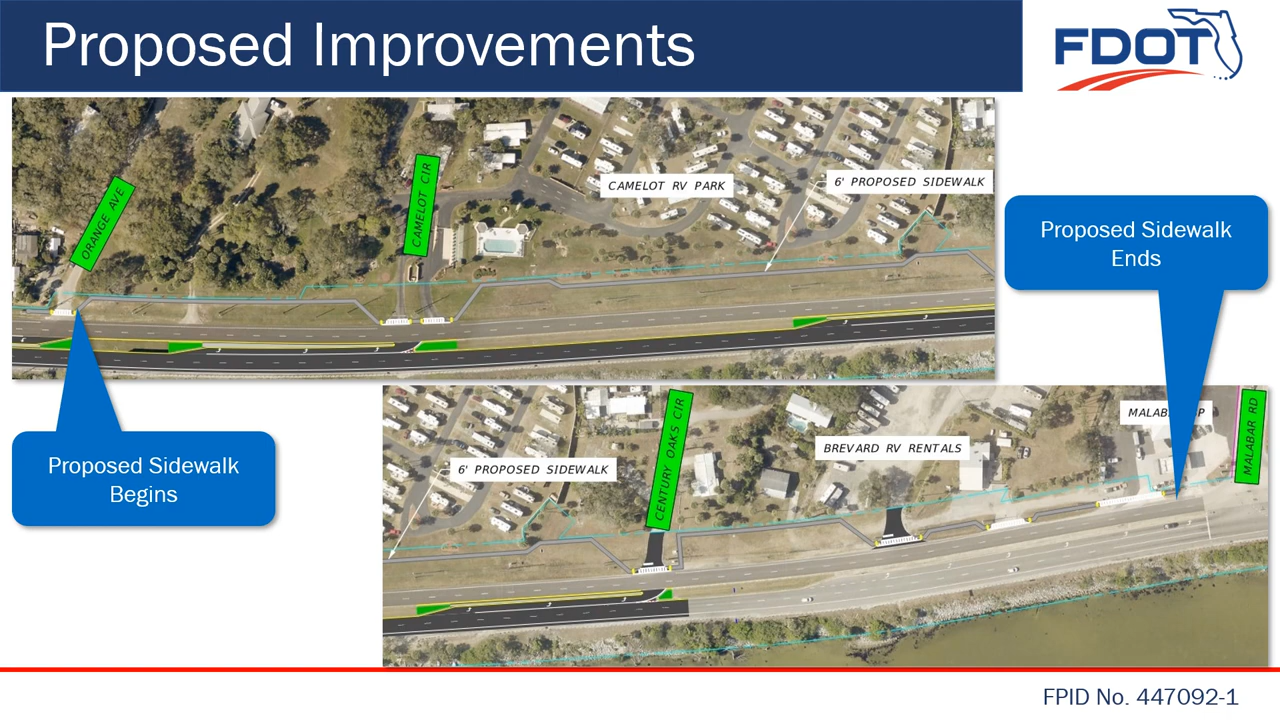 Proposed Improvements
FDOT
ORANGE AVE
CAMELOT CIR
CAMELOT RV PARK
6' PROPOSED SIDEWALK
Proposed Sidewalk
Ends
Proposed Sidewalk
Begins
6' PROPOSED SIDEWALK
CENTURY OAKS CIR
BREVARD RV RENTALS
MALABAR RD
FPID No. 447092-1